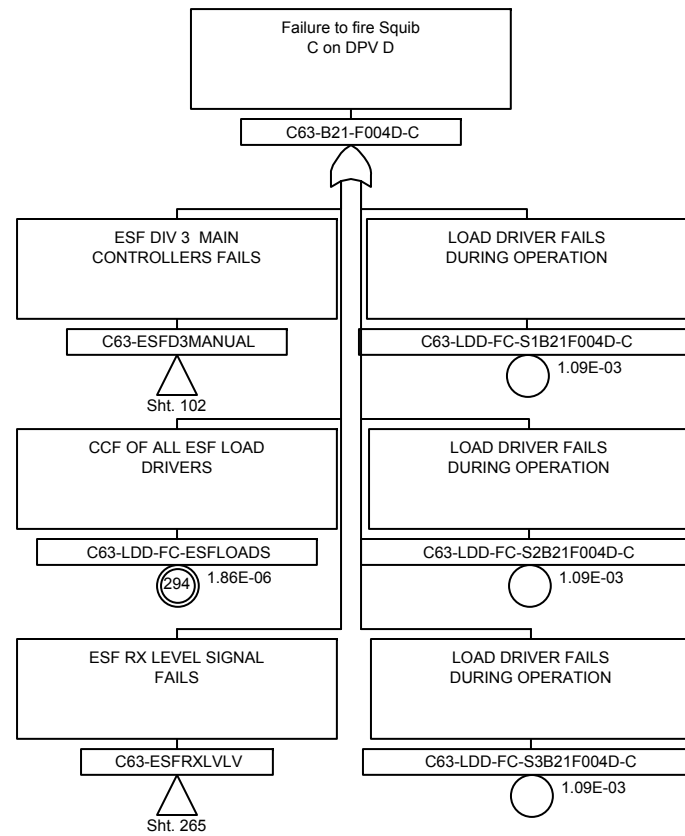 Failure to fire Squib
C on DPV D
C63-B21-F004D-C
ESF DIV 3 MAIN
CONTROLLERS FAILS
C63-ESFD3MANUAL
Sht. 102
LOAD DRIVER FAILS
DURING OPERATION
C63-LDD-FC-S1B21F004D-C
1.09E-03
CCF OF ALL ESF LOAD
DRIVERS
C63-LDD-FC-ESFLOADS
294
1.86E-06
LOAD DRIVER FAILS
DURING OPERATION
C63-LDD-FC-S2B21F004D-C
1.09E-03
ESF RX LEVEL SIGNAL
FAILS
C63-ESFRXLVLV
Sht. 265
LOAD DRIVER FAILS
DURING OPERATION
C63-LDD-FC-S3B21F004D-C
1.09E-03